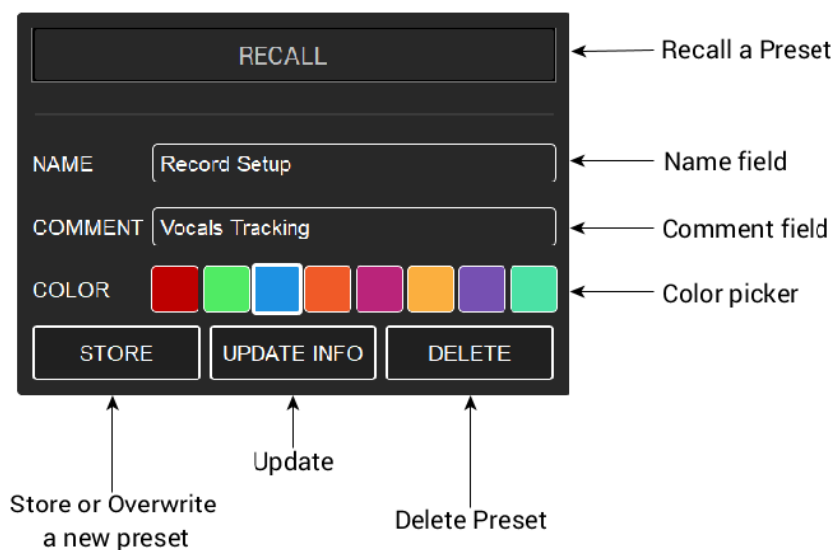 RECALL
Recall a Preset
NAME
Record Setup
Name field
COMMENT
Vocals Tracking
Comment field
COLOR
Color picker
STORE
UPDATE INFO
DELETE
Update
Store or Overwrite
a new preset
Delete Preset